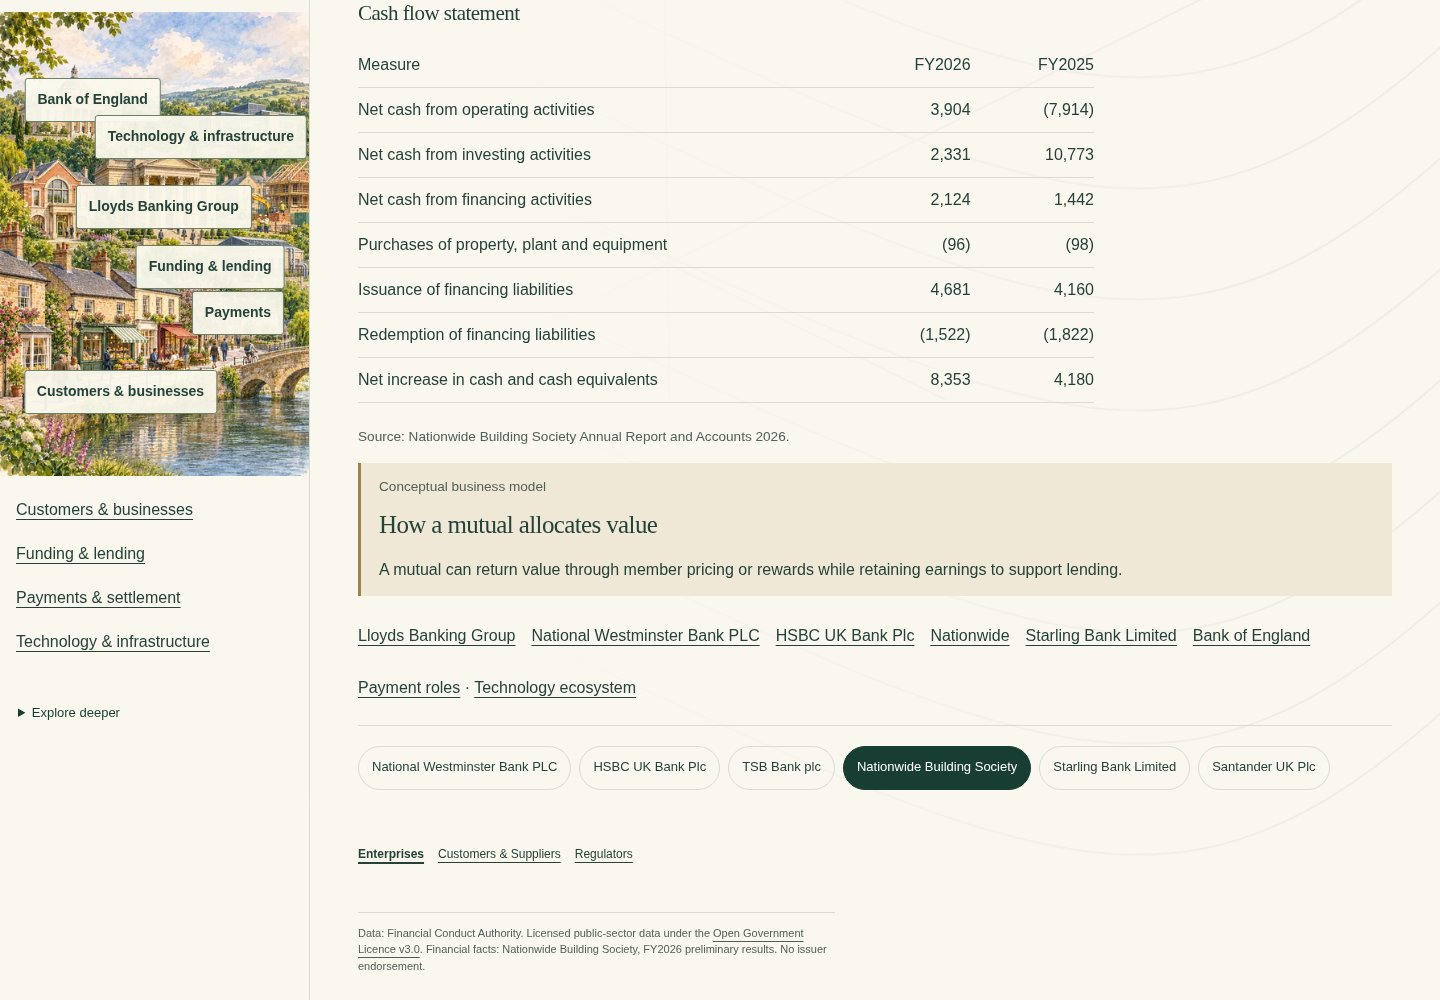 Bank of England
Technology & infrastructure
Lloyds Banking Group
Funding & lending
Payments
Customers & businesses
Customers & businesses
Funding & lending
Payments & settlement
Technology & infrastructure
▶ Explore deeper
Cash flow statement
Measure FY2026 FY2025
Net cash from operating activities 3,904 (7,914)
Net cash from investing activities 2,331 10,773
Net cash from financing activities 2,124 1,442
Purchases of property, plant and equipment (96) (98)
Issuance of financing liabilities 4,681 4,160
Redemption of financing liabilities (1,522) (1,822)
Net increase in cash and cash equivalents 8,353 4,180
Source: Nationwide Building Society Annual Report and Accounts 2026.
Conceptual business model
How a mutual allocates value
A mutual can return value through member pricing or rewards while retaining earnings to support lending.
Lloyds Banking Group National Westminster Bank PLC HSBC UK Bank Plc Nationwide Starling Bank Limited Bank of England
Payment roles · Technology ecosystem
National Westminster Bank PLC HSBC UK Bank Plc TSB Bank plc Nationwide Building Society Starling Bank Limited Santander UK Plc
Enterprises Customers & Suppliers Regulators
Data: Financial Conduct Authority. Licensed public-sector data under the Open Government
Licence v3.0. Financial facts: Nationwide Building Society, FY2026 preliminary results. No issuer
endorsement.